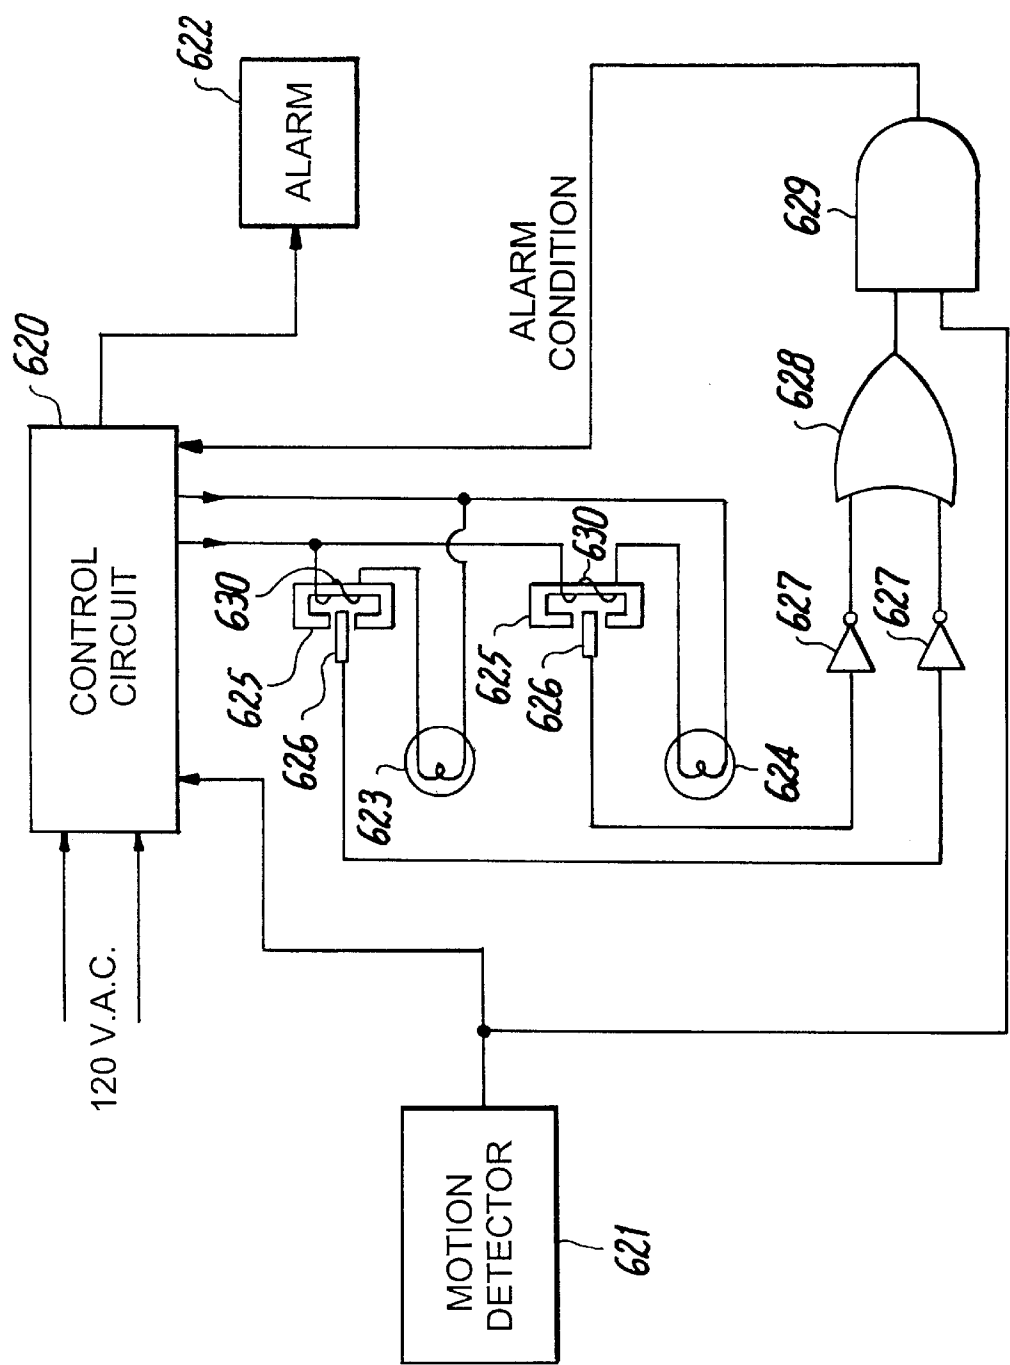 622
ALARM
620
CONTROL
CIRCUIT
120 V.A.C.
ALARM
CONDITION
630
625
626
623
630
625
626
624
629
628
627
627
MOTION
DETECTOR
621